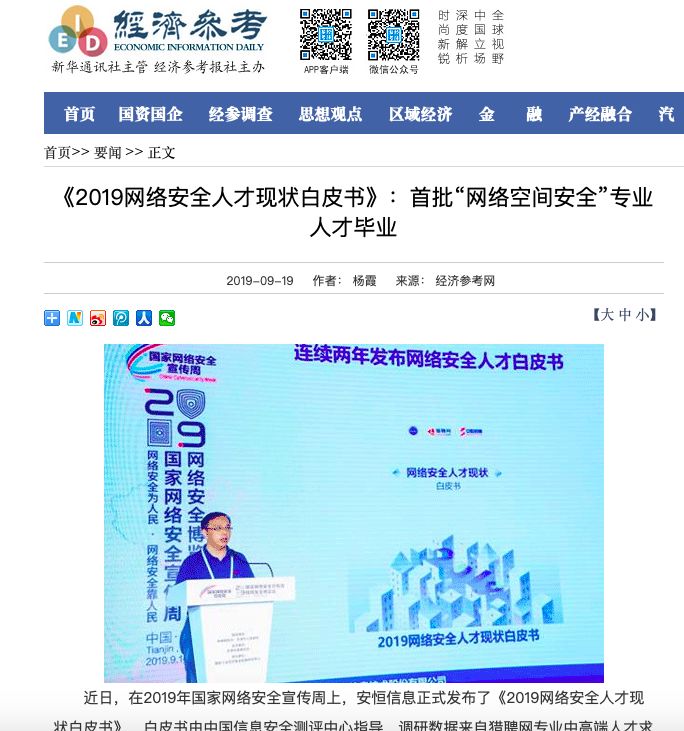 EID
經濟參考
ECONOMIC INFORMATION DAILY
新华通讯社主管 经济参考报社主办
APP客户端
微信公众号
时尚新锐
深度解析
中国立场
全球视野
首页 国资国企 经参调查 思想观点 区域经济 金 融 产经融合 汽
首页>> 要闻 >> 正文
《2019网络安全人才现状白皮书》：首批“网络空间安全”专业
人才毕业
2019-09-19 作者： 杨霞 来源： 经济参考网
【大 中 小】
国家网络安全
宣传周
连续两年发布网络安全人才白皮书
网络安全人才现状
白皮书
网络安全为人民·网络安全靠人民
国家网络安全宣传周
网络安全博览
中国·
Tianjin
2019.9.1
2019网络安全人才现状白皮书
近日，在2019年国家网络安全宣传周上，安恒信息正式发布了《2019网络安全人才现
状白皮书》。白皮书由中国信息安全测评中心指导，调研数据来自猎聘网专业中高端人才求